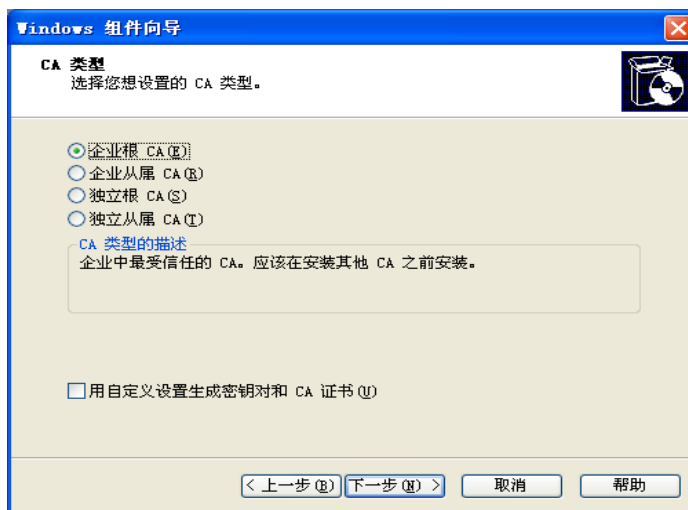 Windows 组件向导
CA 类型
选择您想设置的 CA 类型。
企业根 CA(E)
企业从属 CA(R)
独立根 CA(S)
独立从属 CA(T)
CA 类型的描述
企业中最受信任的 CA。应该在安装其他 CA 之前安装。
用自定义设置生成密钥对和 CA 证书(U)
< 上一步(B) 下一步(N) > 取消 帮助